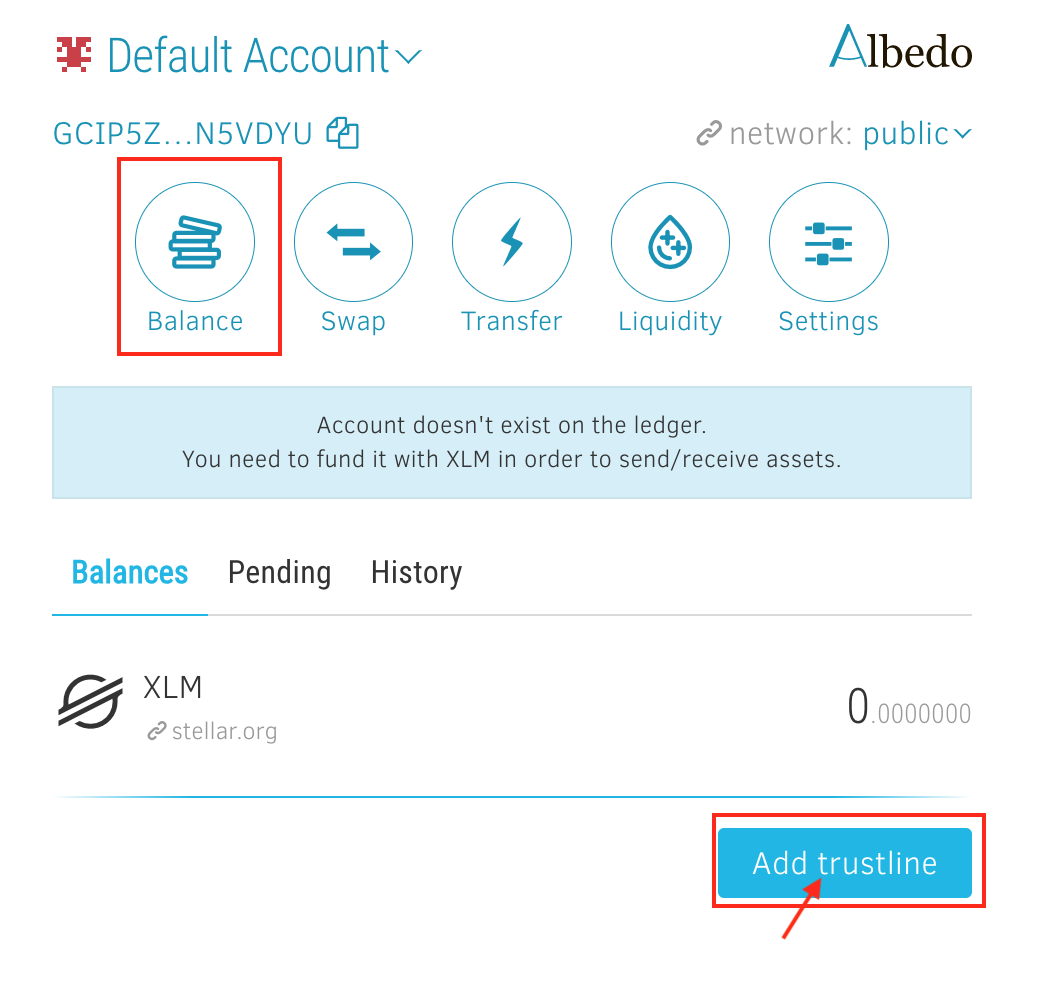 Default Account
Albedo
GCIP5Z...N5VDYU
network: public
Balance
Swap
Transfer
Liquidity
Settings
Account doesn't exist on the ledger.
You need to fund it with XLM in order to send/receive assets.
Balances
Pending
History
XLM
0.0000000
stellar.org
Add trustline